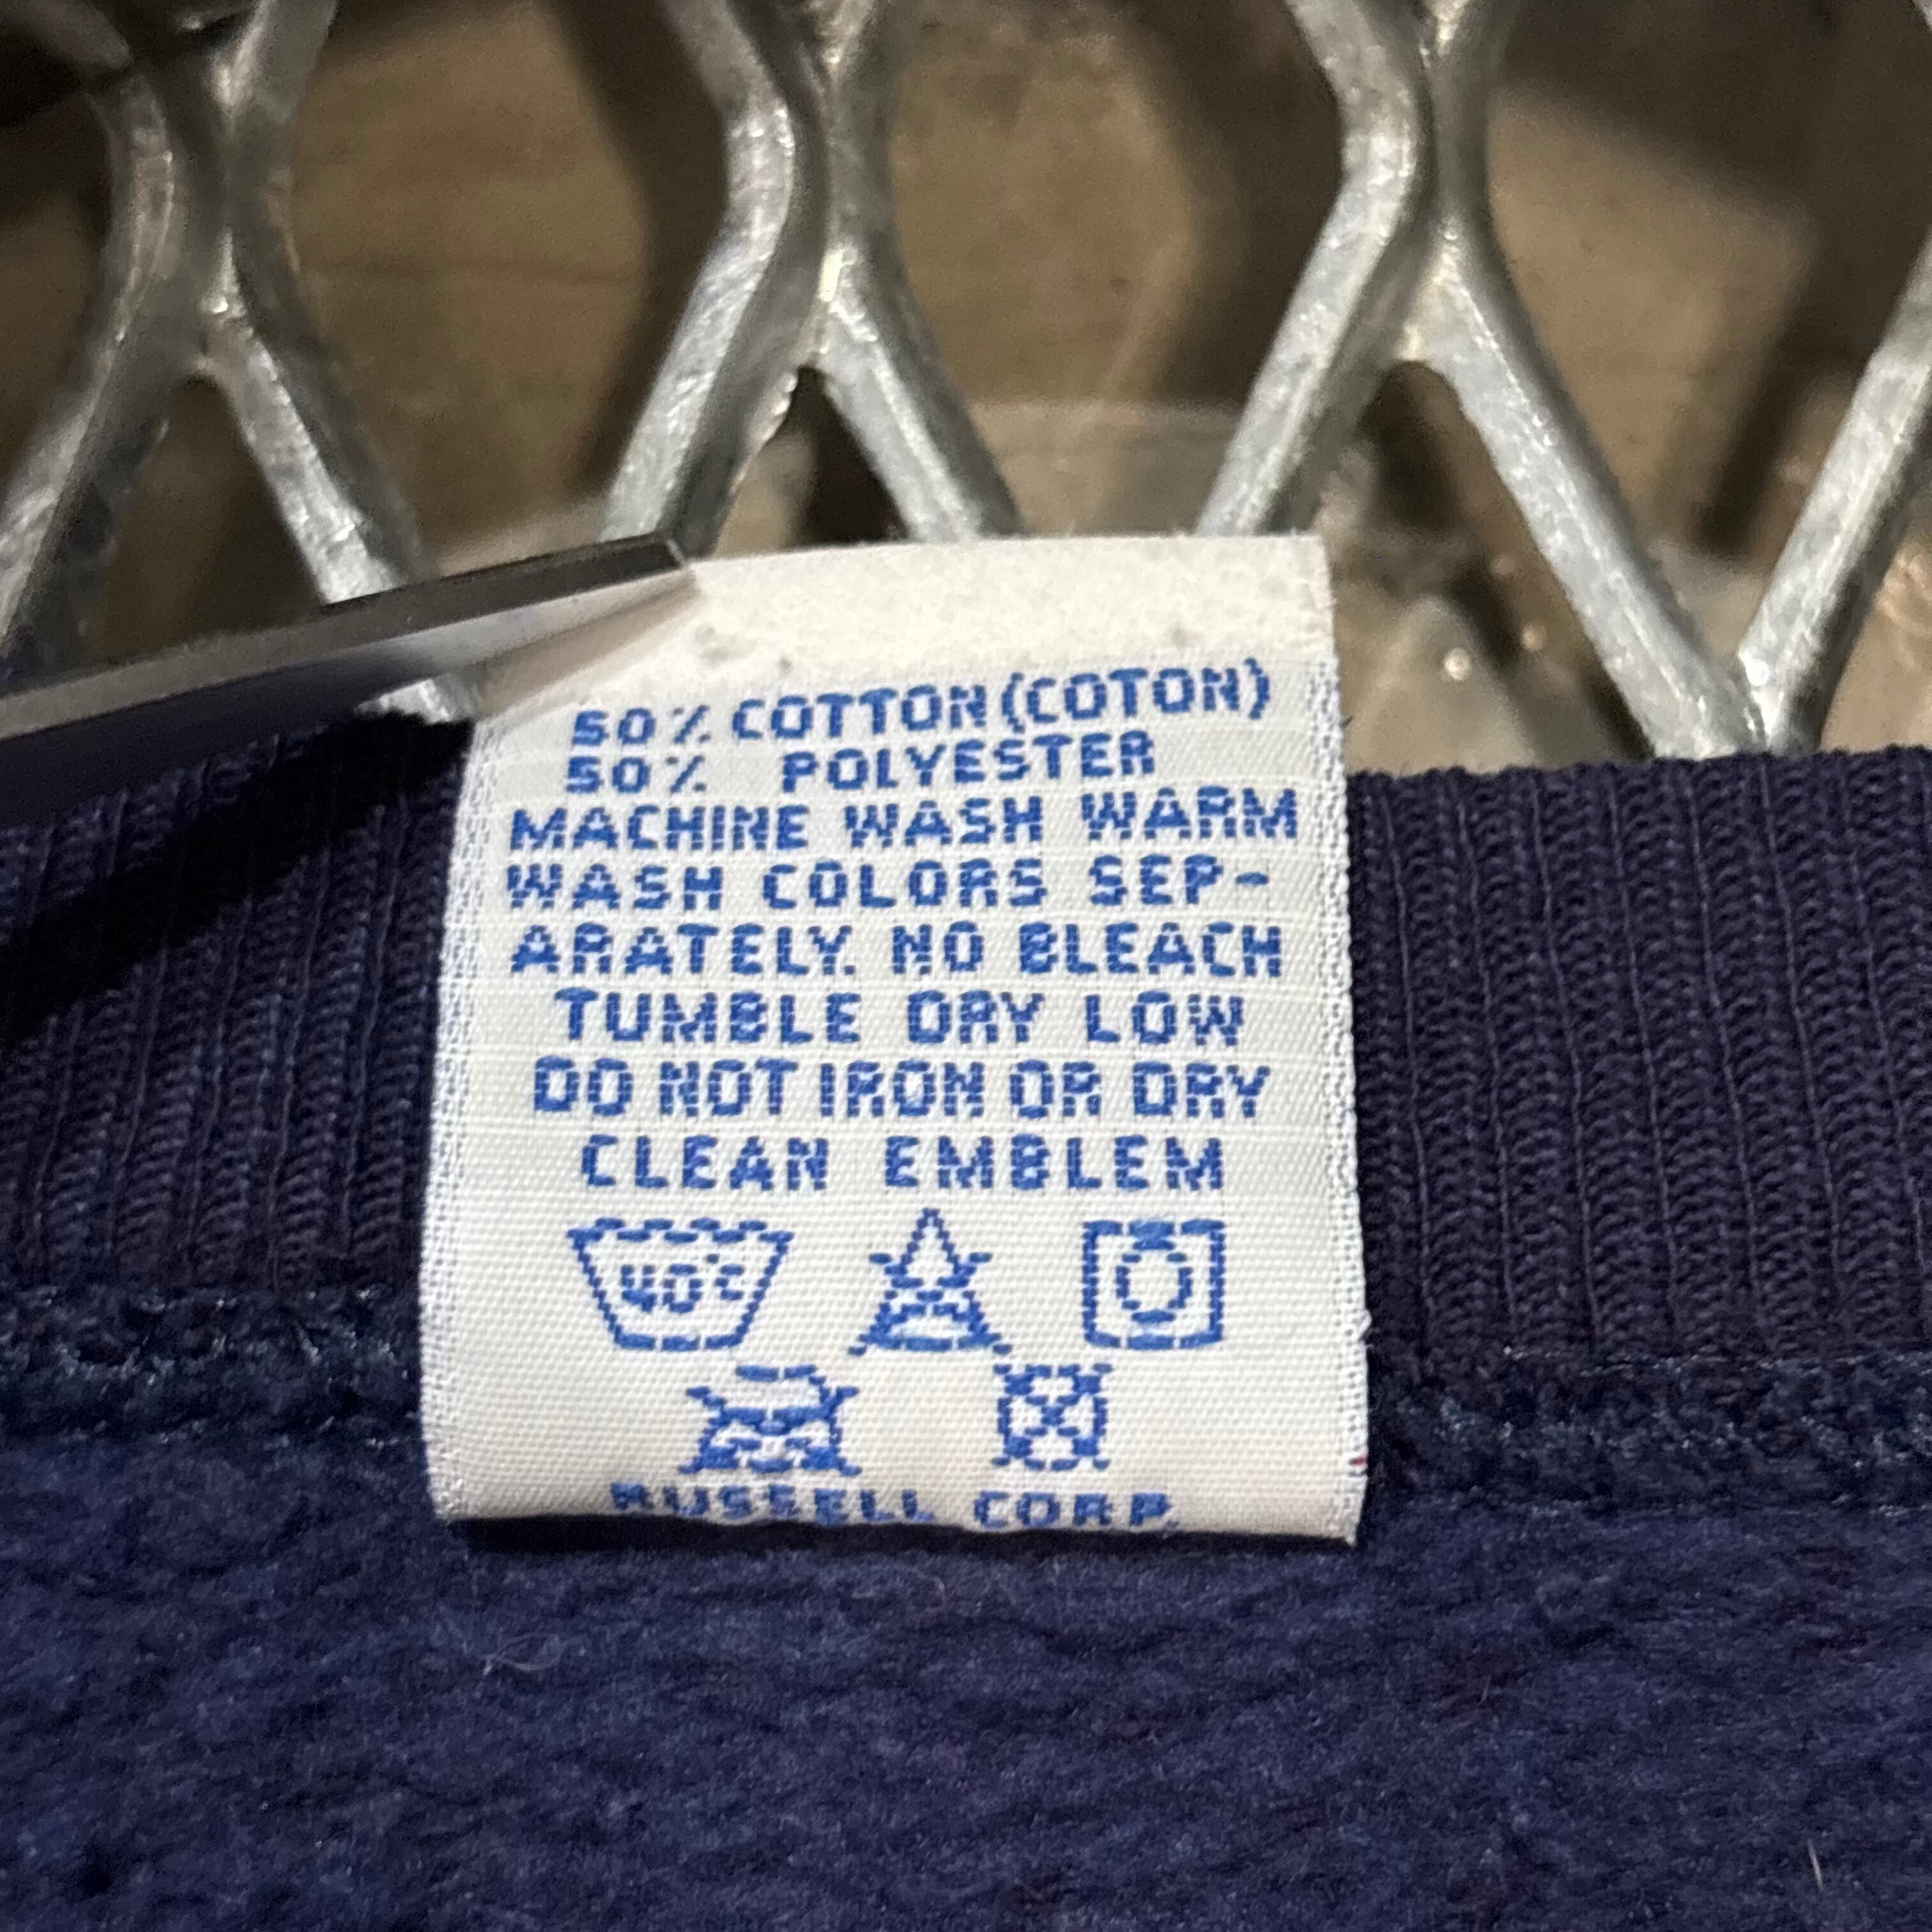 50% COTTON (COTON)
50% POLYESTER
MACHINE WASH WARM
WASH COLORS SEP-
ARATELY. NO BLEACH
TUMBLE DRY LOW
DO NOT IRON OR DRY
CLEAN EMBLEM
40°C
RUSSELL CORP.